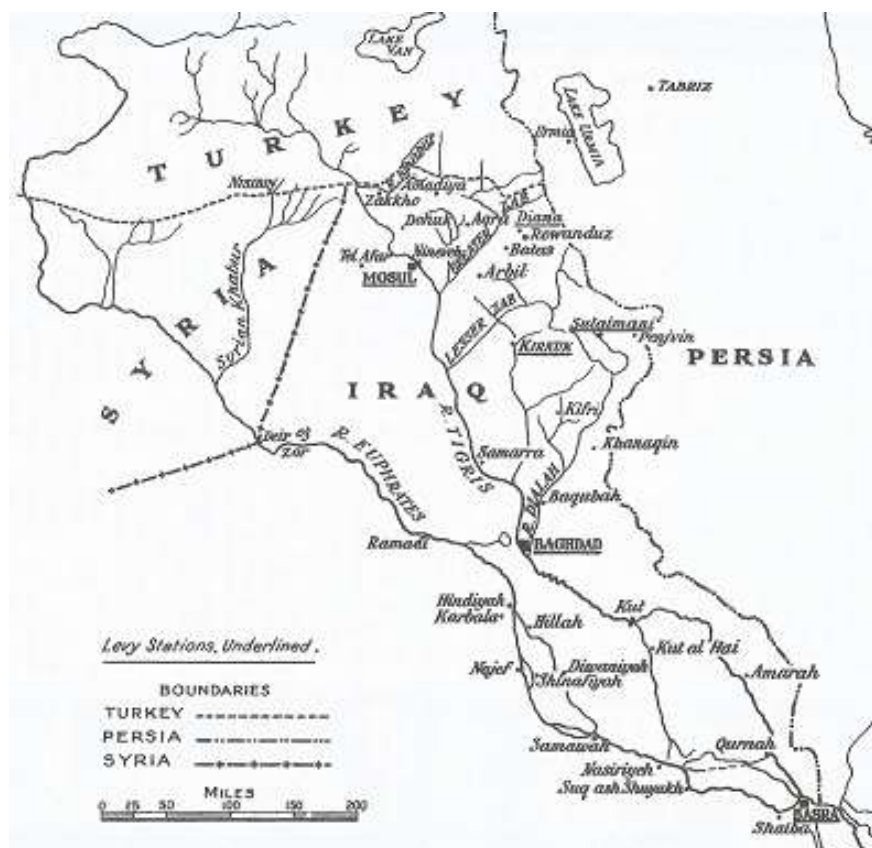 LAKE VAN
TABRIZ
LAKE URMIA
Urmia
TURKEY
R. KHABUR
NISIBIN
Zakkho
Amadiya
Dohuk
Aqra
Diana
Rowanduz
Batas
GREATER ZAB
Tel Afar
Nineveh
MOSUL
Arbil
SYRIA
Syrian Khabur
LESSER ZAB
Sulaimani
Penjvin
KIRKUK
PERSIA
IRAQ
Kifri
R. TIGRIS
Khanaqin
Samarra
Deir ez Zor
R. EUPHRATES
R. DIALAH
Baqubah
Ramadi
BAGHDAD
Hindiyah
Karbala
Hillah
Kut
Kut al Hai
Najef
Diwaniyah
Shinafiyah
Amarah
Samawah
Qurnah
Nasiriyeh
Suq ash Shuyukh
BASRA
Shaiba
Levy Stations, Underlined.
BOUNDARIES
TURKEY
PERSIA
SYRIA
MILES
0 25 50 100 150 200